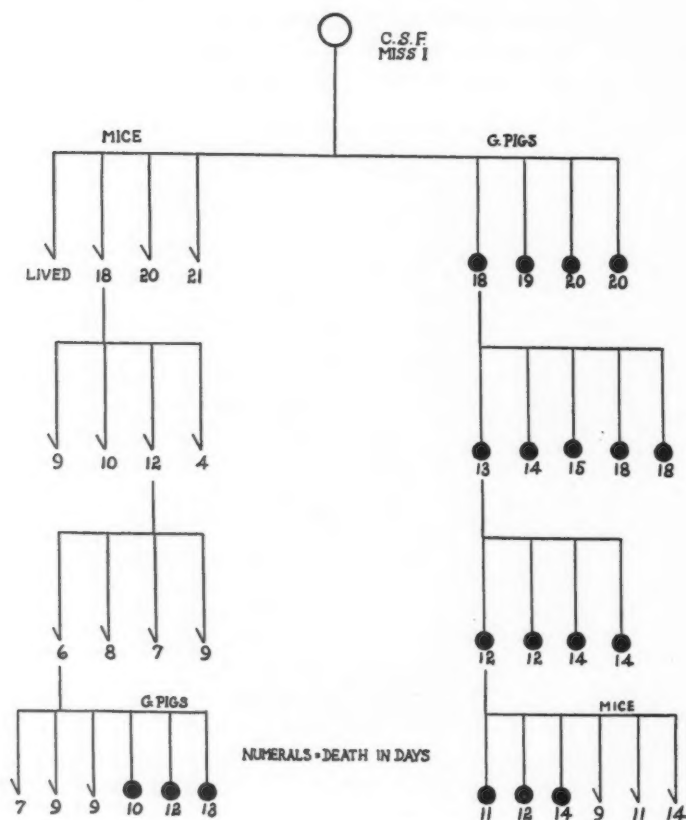 C.S.F.
MISS I
MICE
G.PIGS
LIVED 18 20 21
18 19 20 20
9 10 12 4
13 14 15 18 18
6 8 7 9
12 12 14 14
G.PIGS
MICE
NUMERALS = DEATH IN DAYS
7 9 9 10 12 13
11 12 14 9 11 14